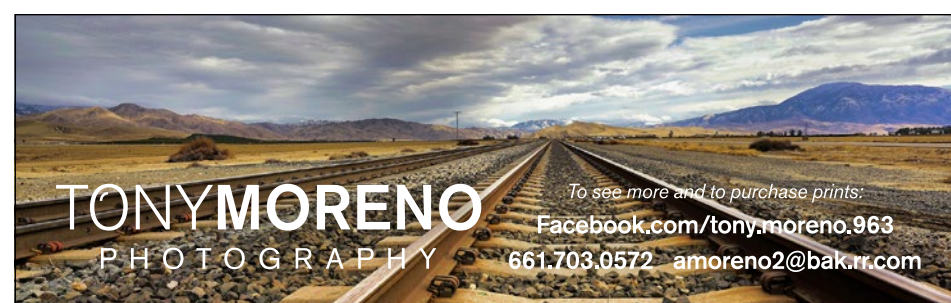 TONYMORENO
PHOTOGRAPHY
To see more and to purchase prints:
Facebook.com/tony.moreno.963
661.703.0572 amoreno2@bak.rr.com